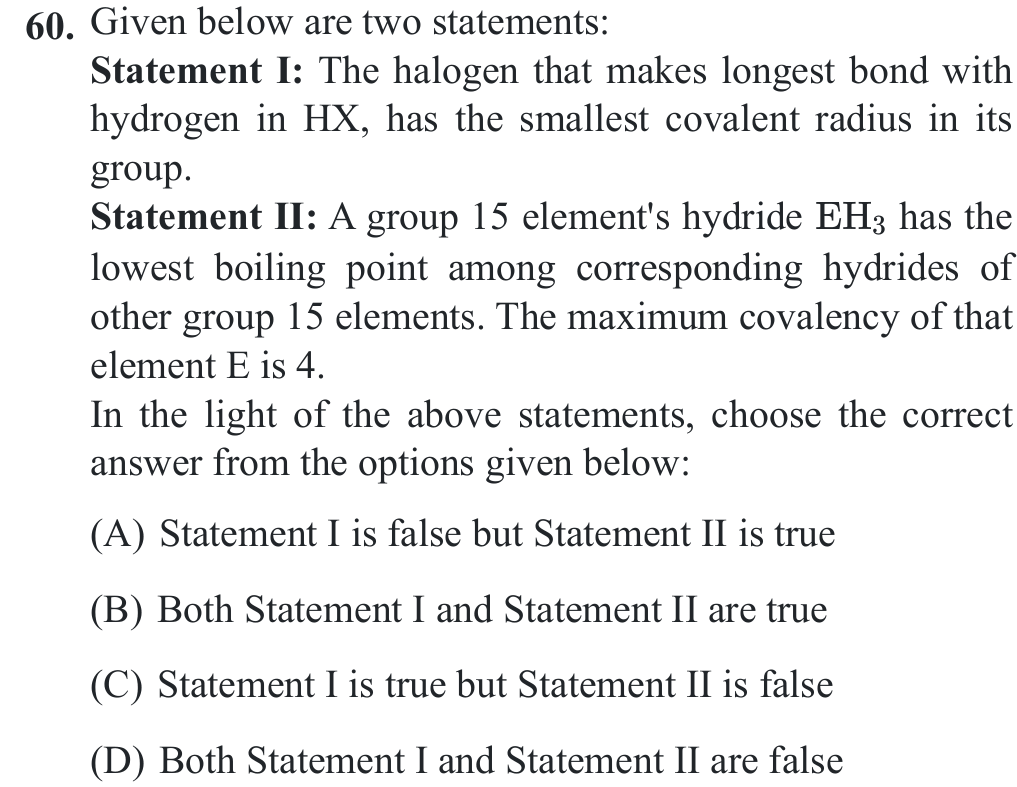 60. Given below are two statements:
Statement I: The halogen that makes longest bond with
hydrogen in HX, has the smallest covalent radius in its
group.
Statement II: A group 15 element's hydride EH₃ has the
lowest boiling point among corresponding hydrides of
other group 15 elements. The maximum covalency of that
element E is 4.
In the light of the above statements, choose the correct
answer from the options given below:
(A) Statement I is false but Statement II is true
(B) Both Statement I and Statement II are true
(C) Statement I is true but Statement II is false
(D) Both Statement I and Statement II are false